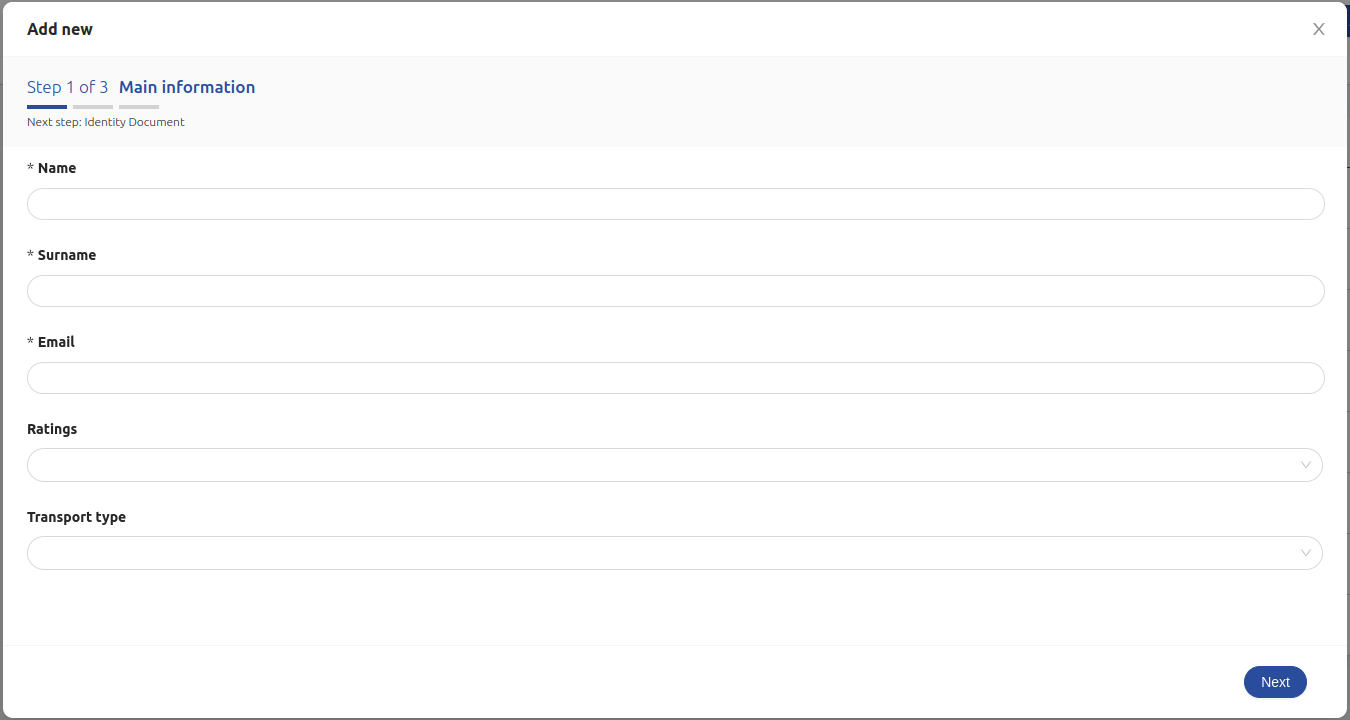 Add new
Step 1 of 3 Main information
Next step: Identity Document
* Name
* Surname
* Email
Ratings
Transport type
Next